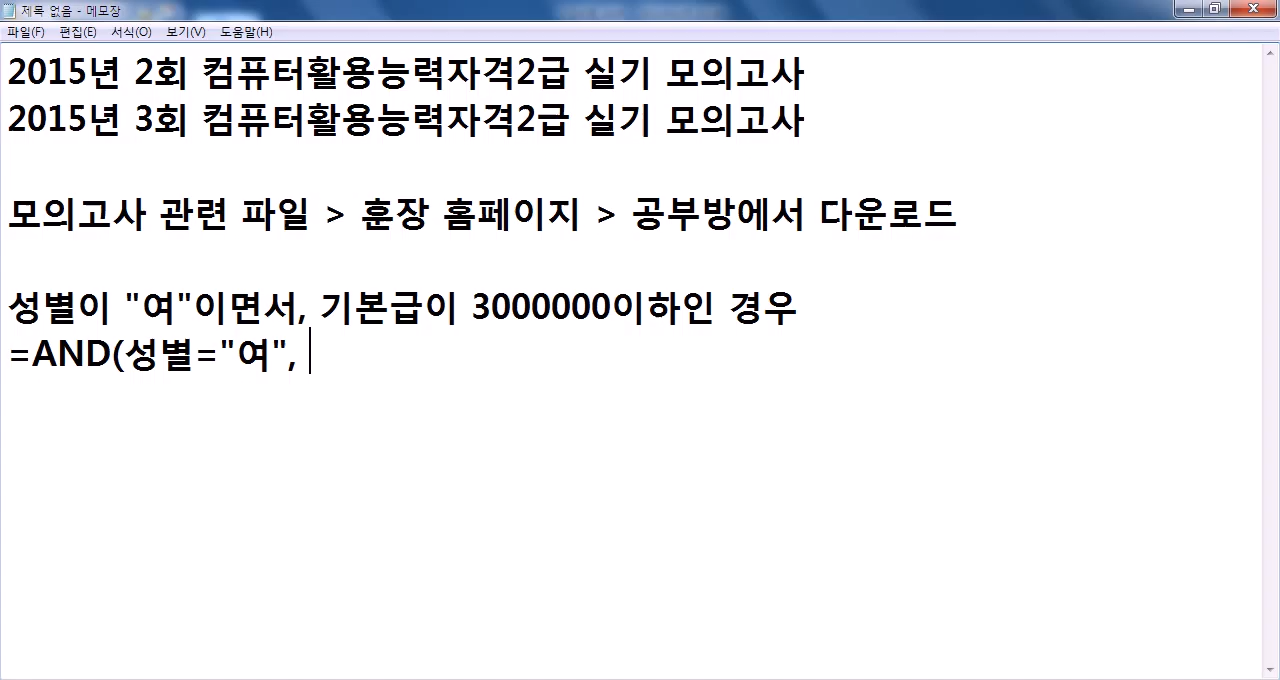 제목 없음 - 메모장
파일(F) 편집(E) 서식(O) 보기(V) 도움말(H)
2015년 2회 컴퓨터활용능력자격2급 실기 모의고사
2015년 3회 컴퓨터활용능력자격2급 실기 모의고사
모의고사 관련 파일 > 훈장 홈페이지 > 공부방에서 다운로드
성별이 "여"이면서, 기본급이 3000000이하인 경우
=AND(성별="여",